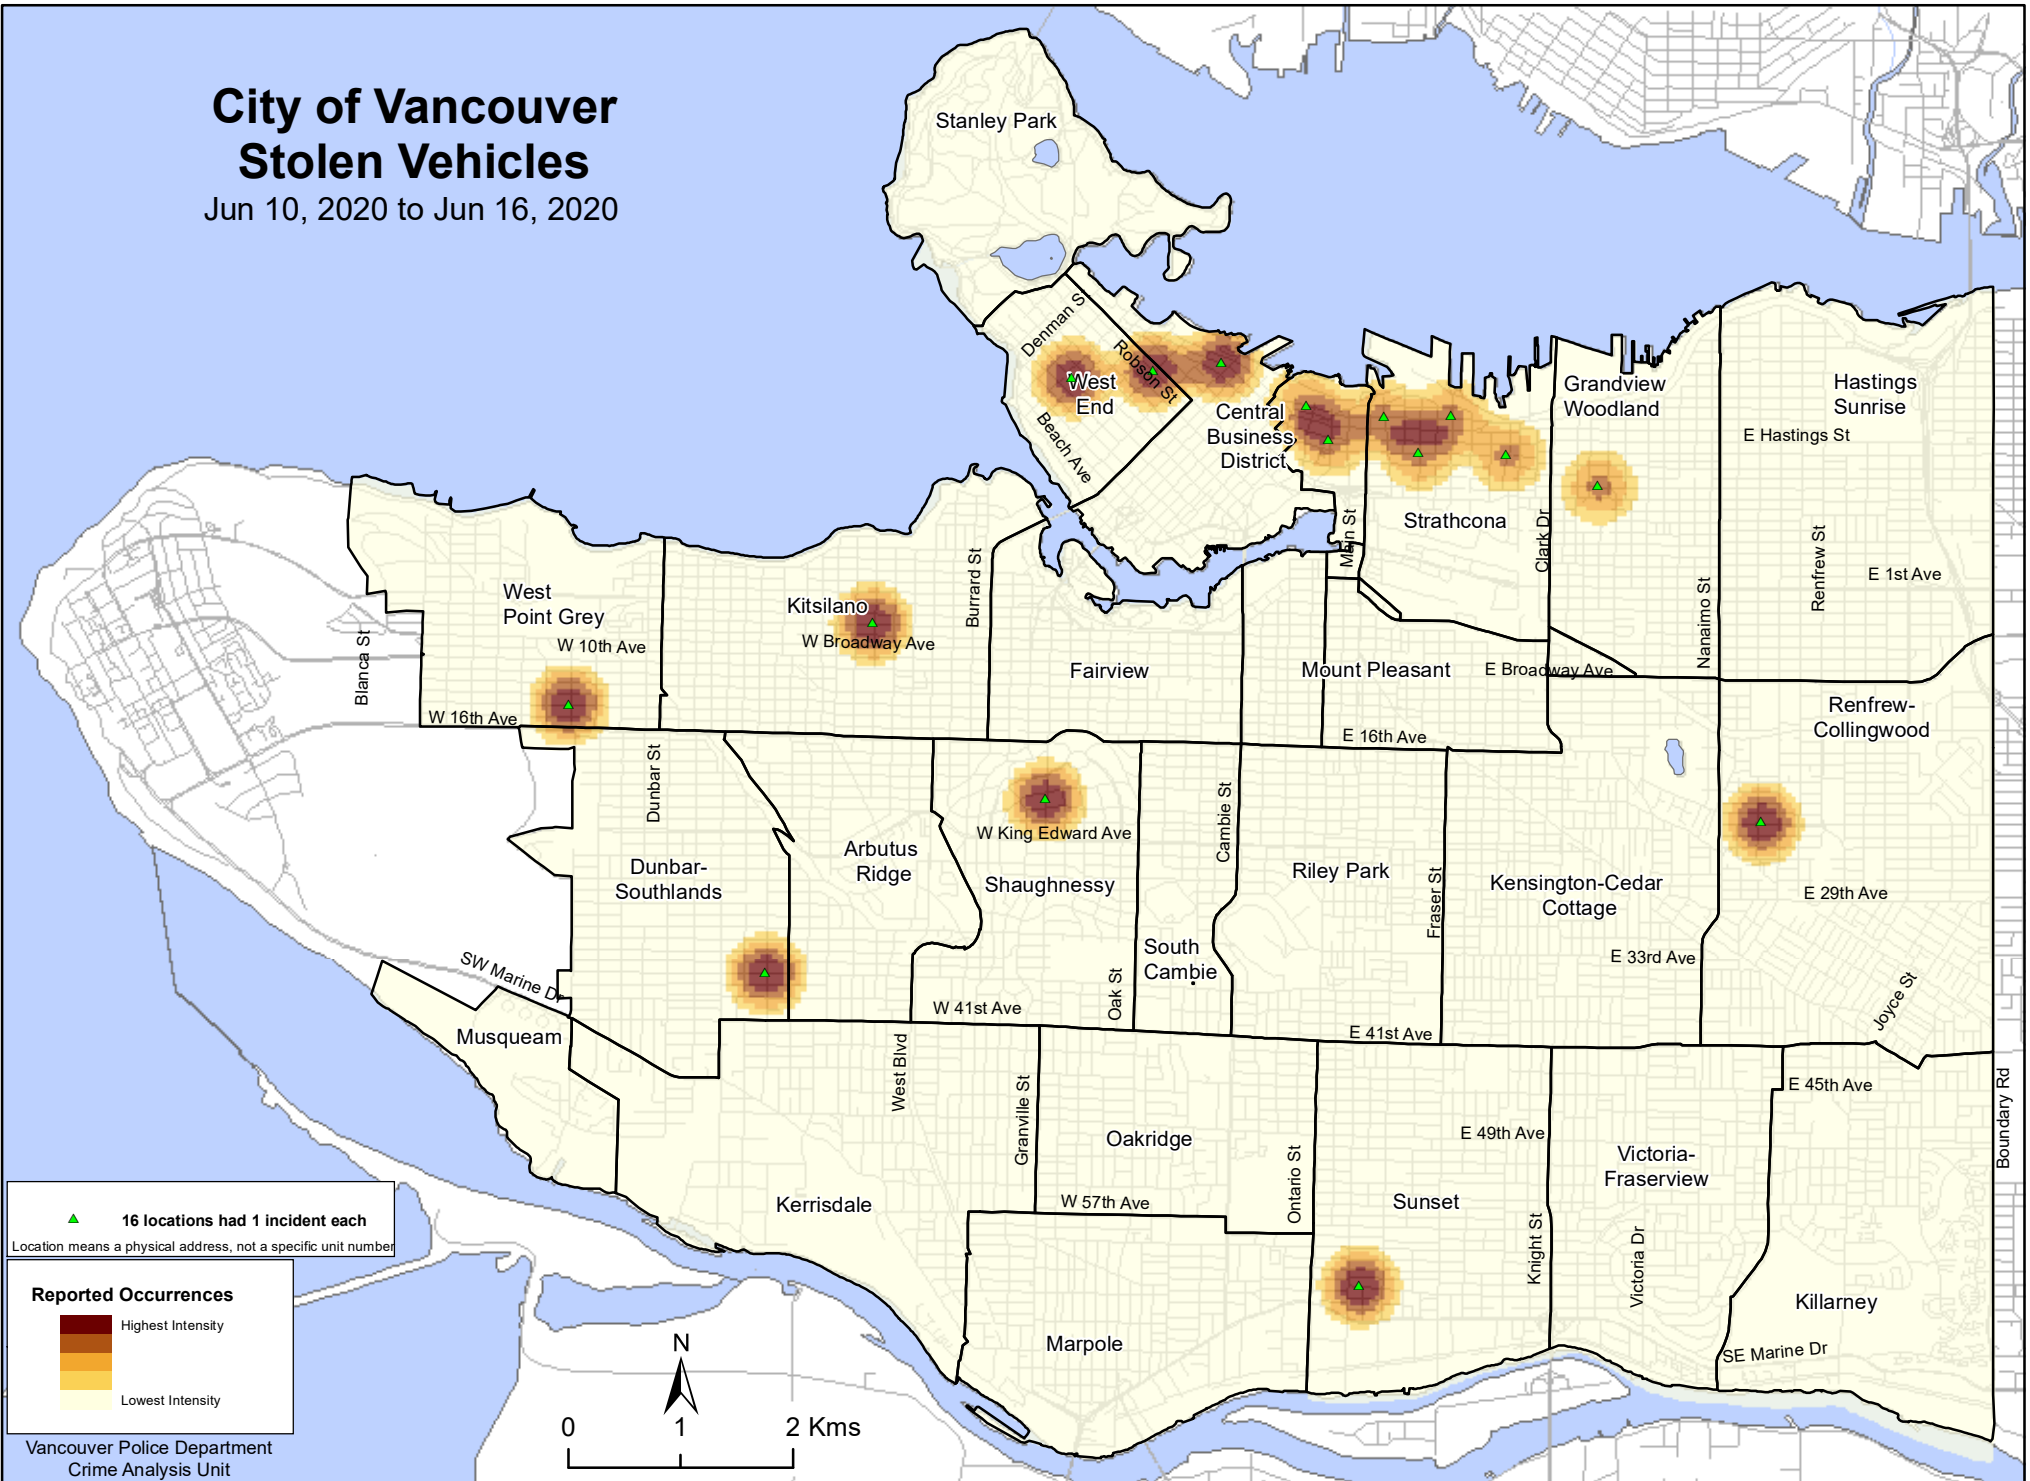 City of Vancouver
Stolen Vehicles
Jun 10, 2020 to Jun 16, 2020
Stanley Park
Denman S
Robson St
West
End
Beach Ave
Central
Business
District
Grandview
Woodland
Hastings
Sunrise
E Hastings St
Strathcona
Main St
Clark Dr
Nanaimo St
Renfrew St
E 1st Ave
West
Point Grey
W 10th Ave
Blanca St
W 16th Ave
Kitsilano
W Broadway Ave
Burrard St
Fairview
Mount Pleasant
E Broadway Ave
E 16th Ave
Renfrew-
Collingwood
Dunbar St
Dunbar-
Southlands
Arbutus
Ridge
W King Edward Ave
Shaughnessy
Cambie St
Riley Park
Fraser St
Kensington-Cedar
Cottage
E 29th Ave
E 33rd Ave
South
Cambie
Oak St
W 41st Ave
E 41st Ave
Joyce St
SW Marine Dr
Musqueam
West Blvd
Granville St
Oakridge
W 57th Ave
Ontario St
E 49th Ave
Sunset
Knight St
Victoria-
Fraserview
Victoria Dr
E 45th Ave
Boundary Rd
Killarney
SE Marine Dr
Kerrisdale
Marpole
16 locations had 1 incident each
Location means a physical address, not a specific unit number
Reported Occurrences
Highest Intensity
Lowest Intensity
Vancouver Police Department
Crime Analysis Unit
N
0 1 2 Kms